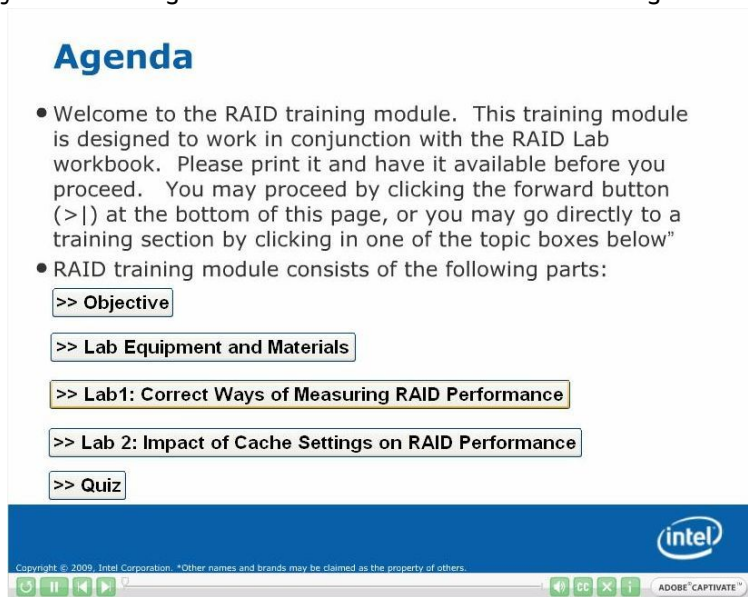 Agenda
• Welcome to the RAID training module.  This training module
is designed to work in conjunction with the RAID Lab
workbook.  Please print it and have it available before you
proceed.   You may proceed by clicking the forward button
(>|) at the bottom of this page, or you may go directly to a
training section by clicking in one of the topic boxes below”
• RAID training module consists of the following parts:
>> Objective
>> Lab Equipment and Materials
>> Lab1: Correct Ways of Measuring RAID Performance
>> Lab 2: Impact of Cache Settings on RAID Performance
>> Quiz
intel
Copyright © 2009, Intel Corporation. *Other names and brands may be claimed as the property of others.
CC
i
ADOBE® CAPTIVATE™